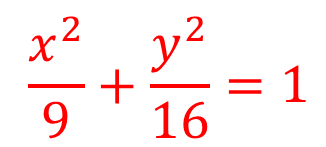 x²/9 + y²/16 = 1